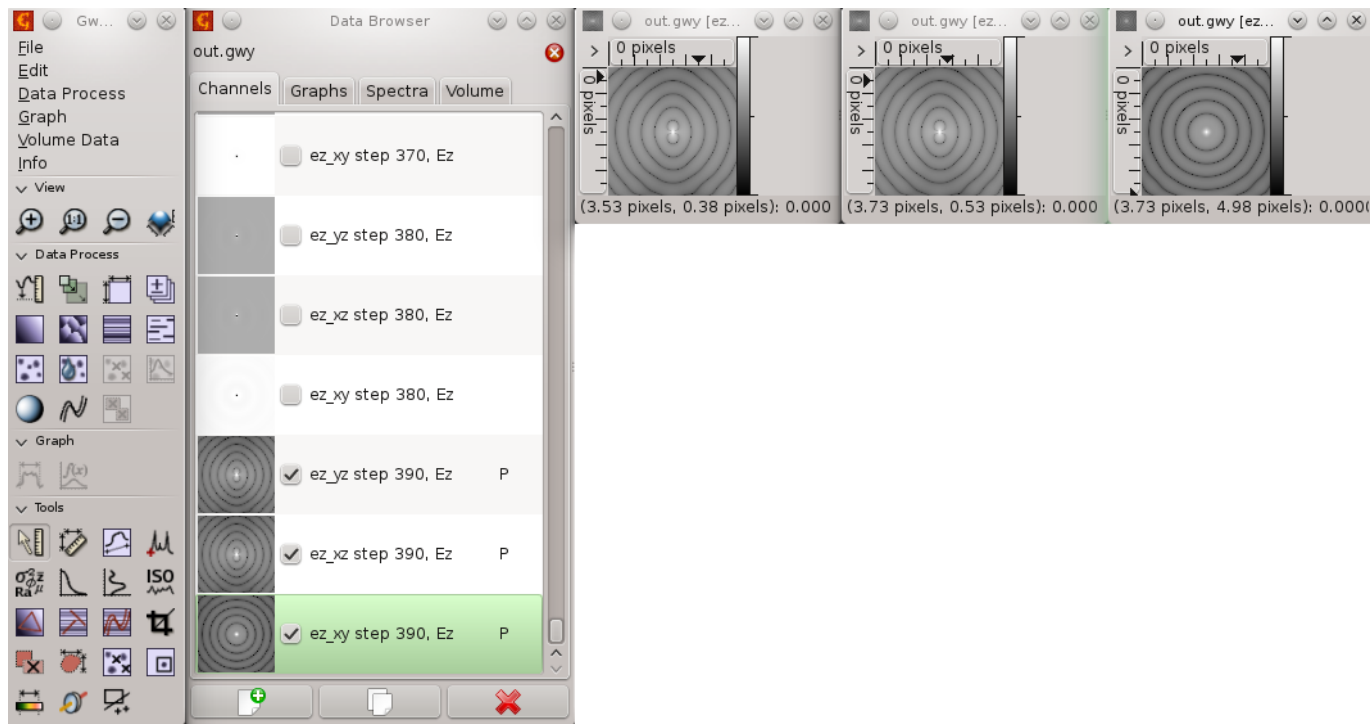 Gw...
File
Edit
Data Process
Graph
Volume Data
Info
View
1:1
Data Process
Graph
f(x)
Tools
ISO
Ra
Data Browser
out.gwy
Channels Graphs Spectra Volume
ez_xy step 370, Ez
ez_yz step 380, Ez
ez_xz step 380, Ez
ez_xy step 380, Ez
ez_yz step 390, Ez P
ez_xz step 390, Ez P
ez_xy step 390, Ez P
out.gwy [ez...
0 pixels
0 pixels
(3.53 pixels, 0.38 pixels): 0.000
out.gwy [ez...
0 pixels
0 pixels
(3.73 pixels, 0.53 pixels): 0.000
out.gwy [ez...
0 pixels
0 pixels
(3.73 pixels, 4.98 pixels): 0.000